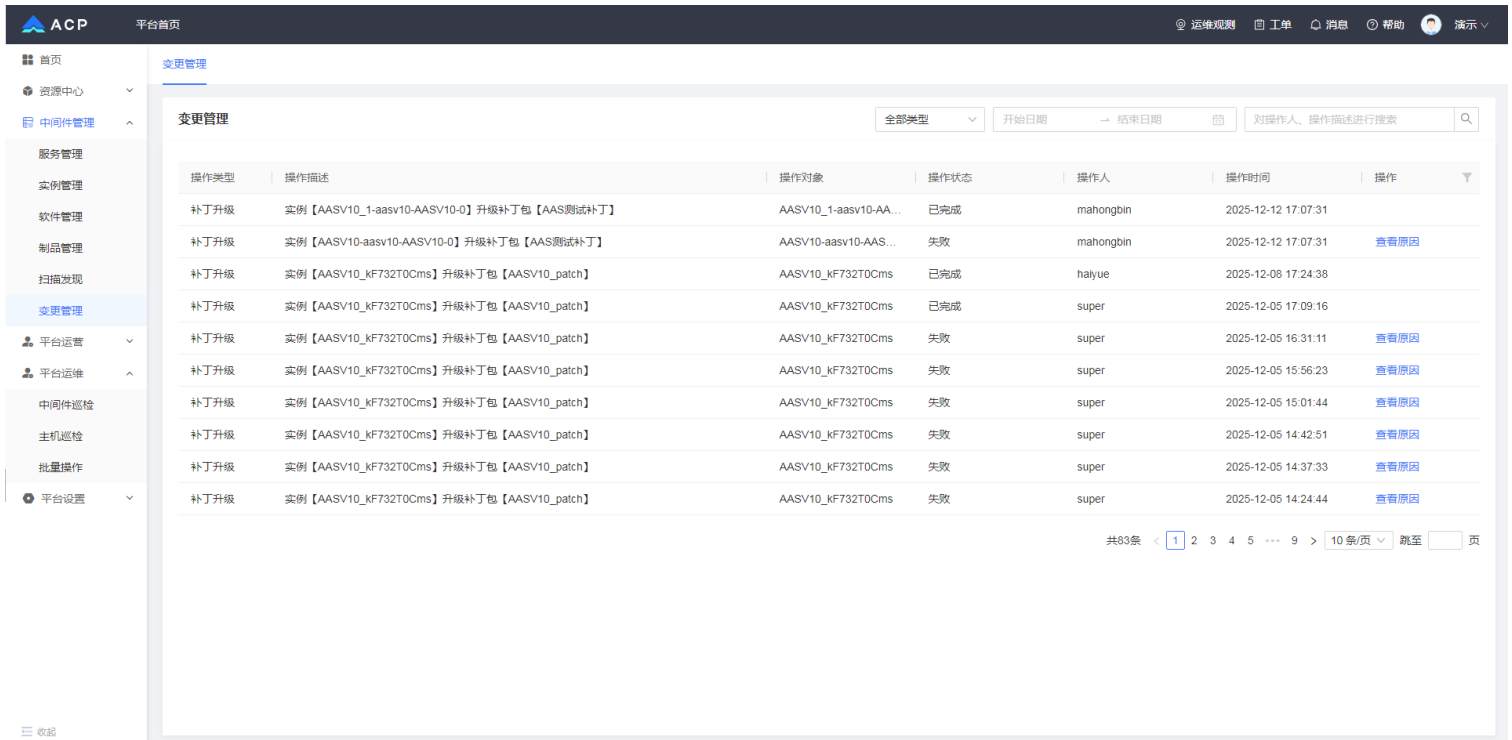 ACP 平台首页 运维观测 工单 消息 帮助 演示
首页
资源中心
中间件管理
服务管理
实例管理
软件管理
制品管理
扫描发现
变更管理
平台运营
平台运维
中间件巡检
主机巡检
批量操作
平台设置
收起
变更管理
变更管理 全部类型 开始日期 → 结束日期 对操作人、操作描述进行搜索
操作类型 操作描述 操作对象 操作状态 操作人 操作时间 操作
补丁升级 实例【AASV10_1-aasv10-AASV10-0】升级补丁包【AAS测试补丁】 AASV10_1-aasv10-AA... 已完成 mahongbin 2025-12-12 17:07:31
补丁升级 实例【AASV10-aasv10-AASV10-0】升级补丁包【AAS测试补丁】 AASV10-aasv10-AAS... 失败 mahongbin 2025-12-12 17:07:31 查看原因
补丁升级 实例【AASV10_kF732T0Cms】升级补丁包【AASV10_patch】 AASV10_kF732T0Cms 已完成 haiyue 2025-12-08 17:24:38
补丁升级 实例【AASV10_kF732T0Cms】升级补丁包【AASV10_patch】 AASV10_kF732T0Cms 已完成 super 2025-12-05 17:09:16
补丁升级 实例【AASV10_kF732T0Cms】升级补丁包【AASV10_patch】 AASV10_kF732T0Cms 失败 super 2025-12-05 16:31:11 查看原因
补丁升级 实例【AASV10_kF732T0Cms】升级补丁包【AASV10_patch】 AASV10_kF732T0Cms 失败 super 2025-12-05 15:56:23 查看原因
补丁升级 实例【AASV10_kF732T0Cms】升级补丁包【AASV10_patch】 AASV10_kF732T0Cms 失败 super 2025-12-05 15:01:44 查看原因
补丁升级 实例【AASV10_kF732T0Cms】升级补丁包【AASV10_patch】 AASV10_kF732T0Cms 失败 super 2025-12-05 14:42:51 查看原因
补丁升级 实例【AASV10_kF732T0Cms】升级补丁包【AASV10_patch】 AASV10_kF732T0Cms 失败 super 2025-12-05 14:37:33 查看原因
补丁升级 实例【AASV10_kF732T0Cms】升级补丁包【AASV10_patch】 AASV10_kF732T0Cms 失败 super 2025-12-05 14:24:44 查看原因
共83条 < 1 2 3 4 5 ••• 9 > 10 条/页 跳至 页